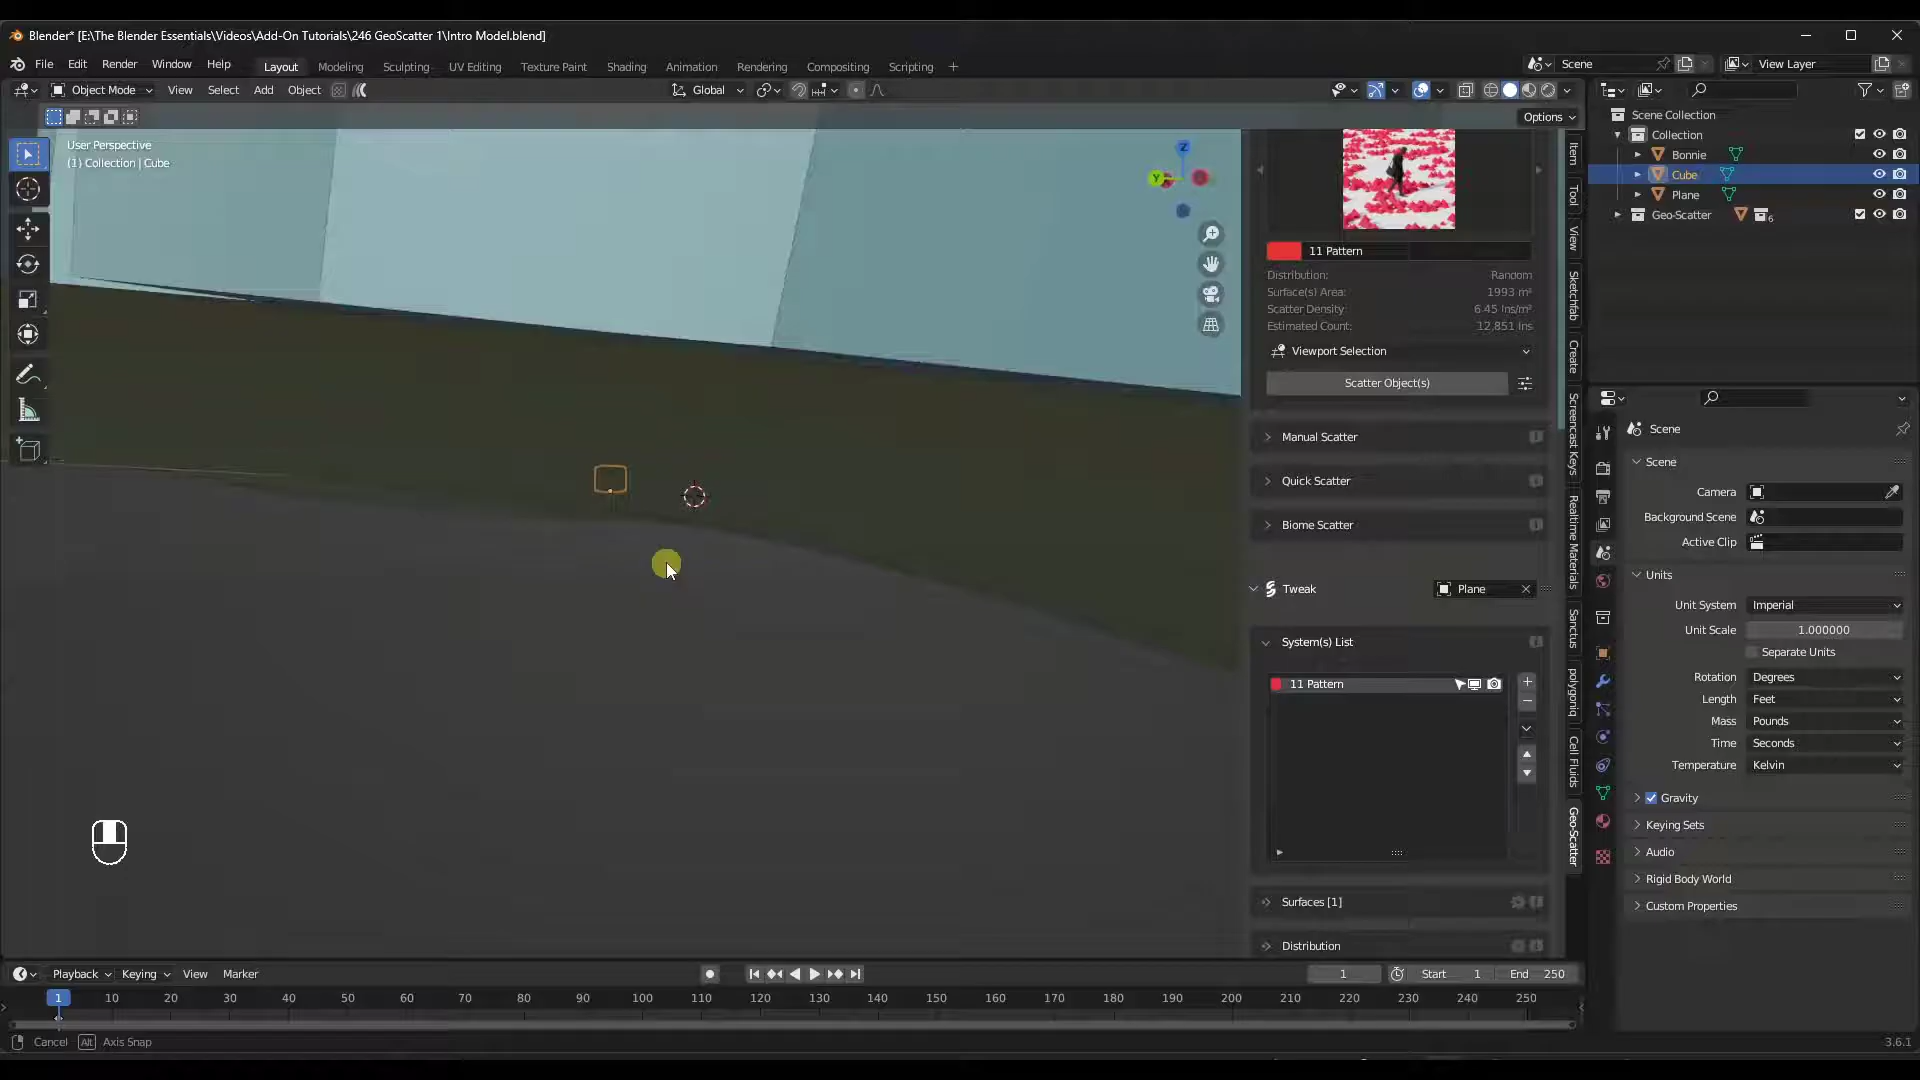 Blender* [E:\The Blender Essentials\Videos\Add-On Tutorials\246 GeoScatter 1\Intro Model.blend]
File Edit Render Window Help Layout Modeling Sculpting UV Editing Texture Paint Shading Animation Rendering Compositing Scripting + Scene View Layer
Object Mode View Select Add Object Global
Options
User Perspective
(1) Collection | Cube
Z
Y
Item
Tool
View
Sketchfab
Create
Screencast Keys
Realtime Materials
Sanctus
polygoniq
Cell Fluids
Geo-Scatter
11 Pattern
Distribution: Random
Surface(s) Area: 1993 m²
Scatter Density: 6.45 Ins/m²
Estimated Count: 12,851 Ins
Viewport Selection
Scatter Object(s)
Manual Scatter
Quick Scatter
Biome Scatter
Tweak Plane
System(s) List
11 Pattern
Surfaces [1]
Distribution
Scene Collection
Collection
Bonnie
Cube
Plane
Geo-Scatter 6
Scene
Scene
Camera
Background Scene
Active Clip
Units
Unit System Imperial
Unit Scale 1.000000
Separate Units
Rotation Degrees
Length Feet
Mass Pounds
Time Seconds
Temperature Kelvin
Gravity
Keying Sets
Audio
Rigid Body World
Custom Properties
Playback Keying View Marker 1 Start 1 End 250
1 10 20 30 40 50 60 70 80 90 100 110 120 130 140 150 160 170 180 190 200 210 220 230 240 250
Cancel Alt Axis Snap 3.6.1